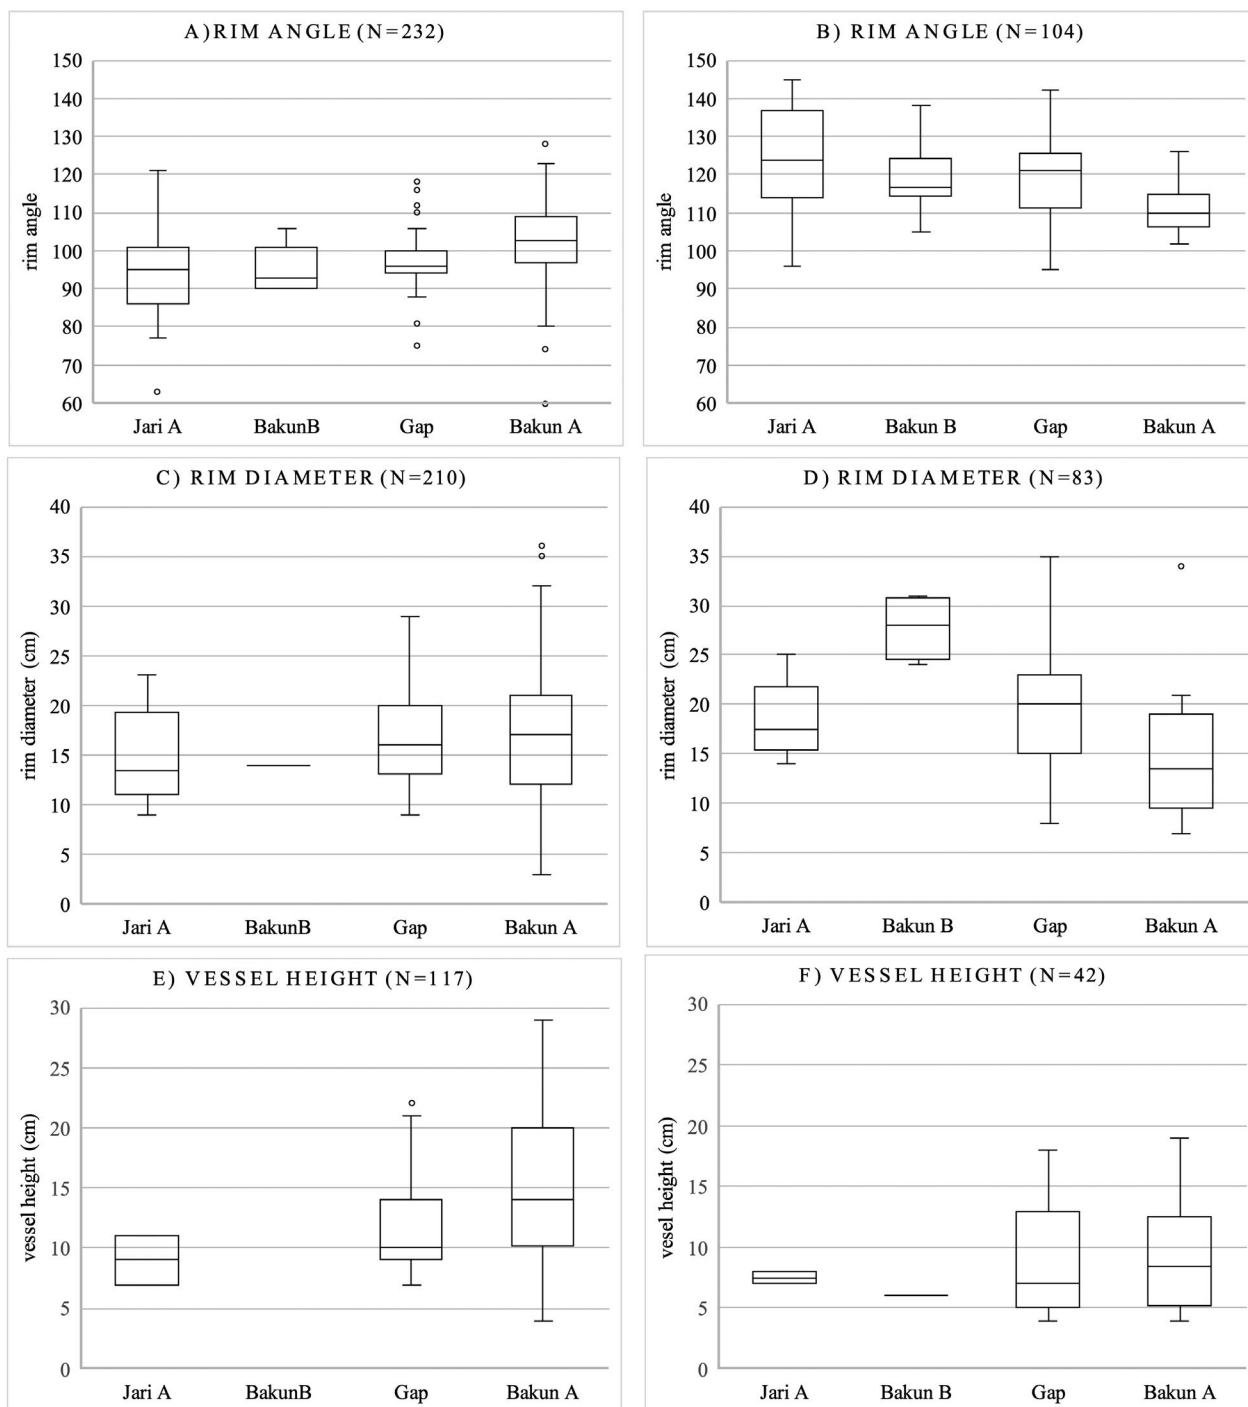 A)RIM ANGLE (N=232)
150
140
130
120
110
100
90
80
70
60
rim angle
Jari A BakunB Gap Bakun A
B) RIM ANGLE (N=104)
150
140
130
120
110
100
90
80
70
60
rim angle
Jari A Bakun B Gap Bakun A
C) RIM DIAMETER (N=210)
40
35
30
25
20
15
10
5
0
rim diameter (cm)
Jari A BakunB Gap Bakun A
D) RIM DIAMETER (N=83)
40
35
30
25
20
15
10
5
0
rim diameter (cm)
Jari A Bakun B Gap Bakun A
E) VESSEL HEIGHT (N=117)
30
25
20
15
10
5
0
vessel height (cm)
Jari A BakunB Gap Bakun A
F) VESSEL HEIGHT (N=42)
30
25
20
15
10
5
0
vesel height (cm)
Jari A Bakun B Gap Bakun A